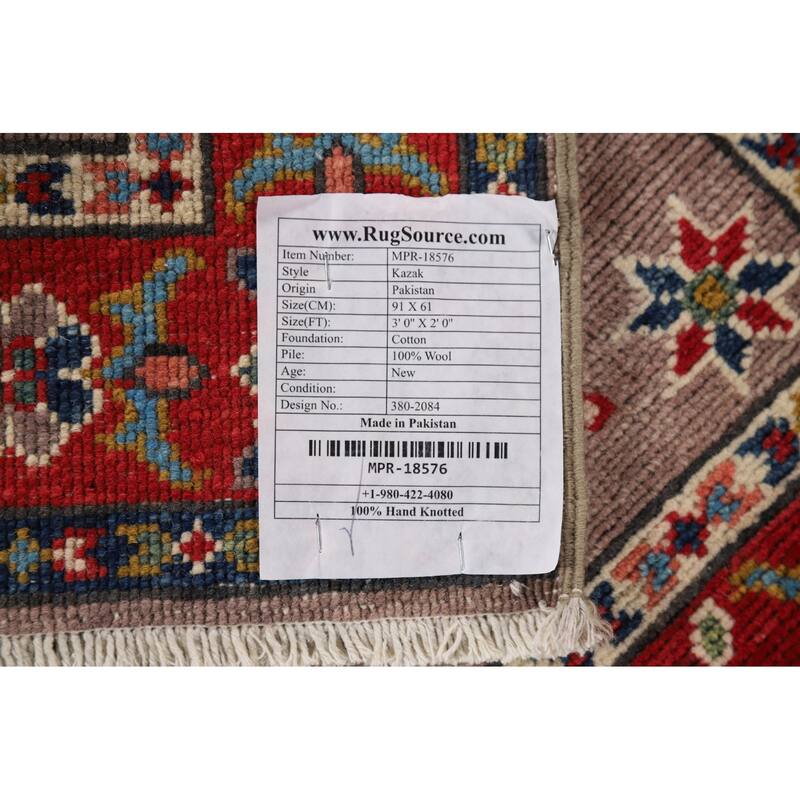 www.RugSource.com
Item Number: MPR-18576
Style Kazak
Origin Pakistan
Size(CM): 91 X 61
Size(FT): 3' 0" X 2' 0"
Foundation: Cotton
Pile: 100% Wool
Age: New
Condition:
Design No.: 380-2084
Made in Pakistan
MPR-18576
+1-980-422-4080
100% Hand Knotted